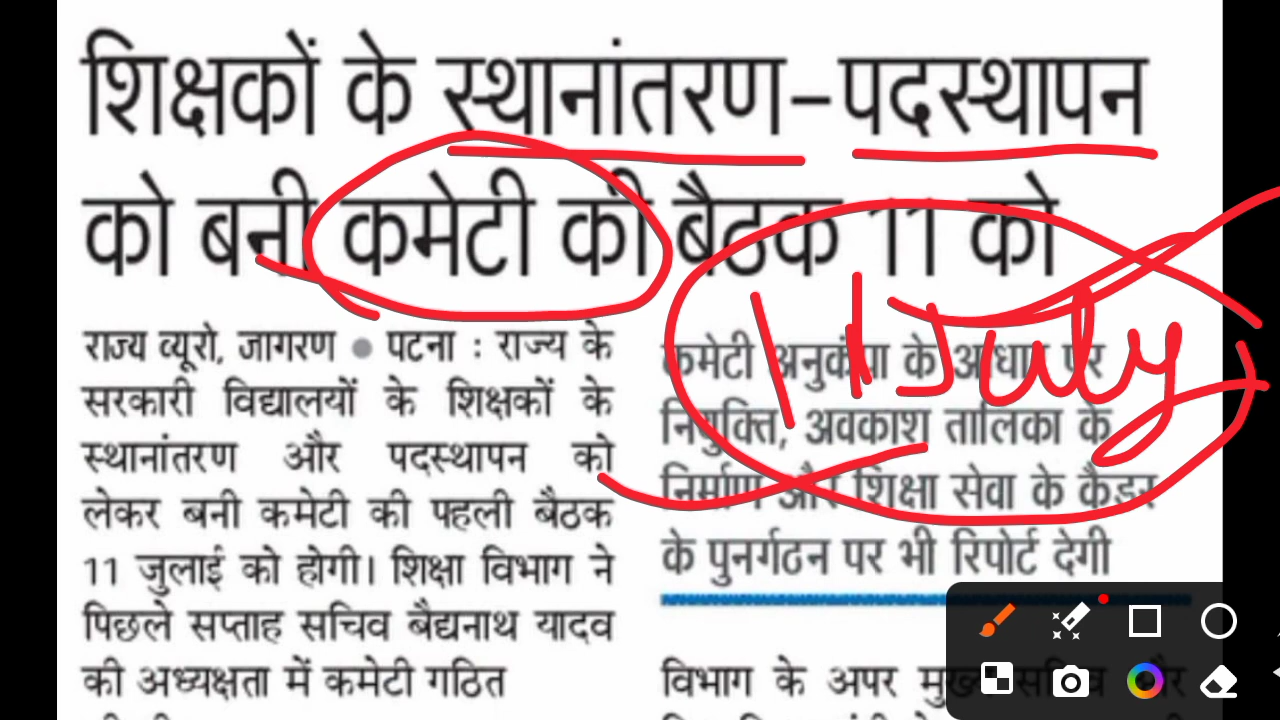 शिक्षकों के स्थानांतरण-पदस्थापन
को बनी कमेटी की बैठक 11 को
राज्य ब्यूरो, जागरण ● पटना : राज्य के
सरकारी विद्यालयों के शिक्षकों के
स्थानांतरण और पदस्थापन को
लेकर बनी कमेटी की पहली बैठक
11 जुलाई को होगी। शिक्षा विभाग ने
पिछले सप्ताह सचिव बैद्यनाथ यादव
की अध्यक्षता में कमेटी गठित
11 July
कमेटी अनुकंपा के आधार पर
नियुक्ति, अवकाश तालिका के
निर्माण और शिक्षा सेवा के कैडर
के पुनर्गठन पर भी रिपोर्ट देगी
विभाग के अपर मुख्य सचिव और